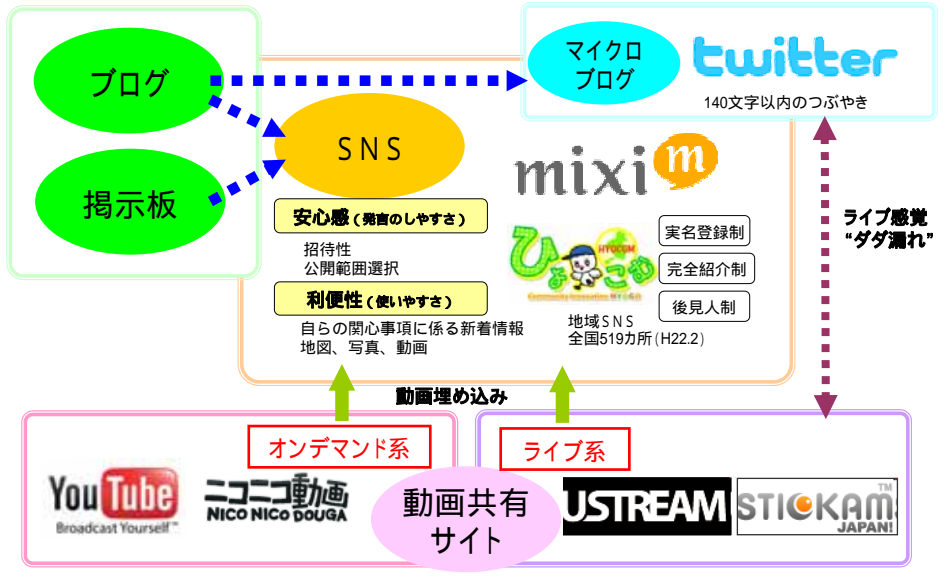 ブログ
掲示板
マイクロ
ブログ
twitter
140文字以内のつぶやき
SNS
mixi
m
安心感(発言のしやすさ)
招待性
公開範囲選択
利便性(使いやすさ)
自らの関心事項に係る新着情報
地図、写真、動画
ひょこむ
HYOCOM
実名登録制
完全紹介制
後見人制
地域SNS
全国519カ所(H22.2)
ライブ感覚
“ダダ漏れ”
動画埋め込み
オンデマンド系
ライブ系
YouTube
Broadcast Yourself™
ニコニコ動画
NICO NICO DOUGA
動画共有
サイト
USTREAM
STICKAM™
JAPAN!